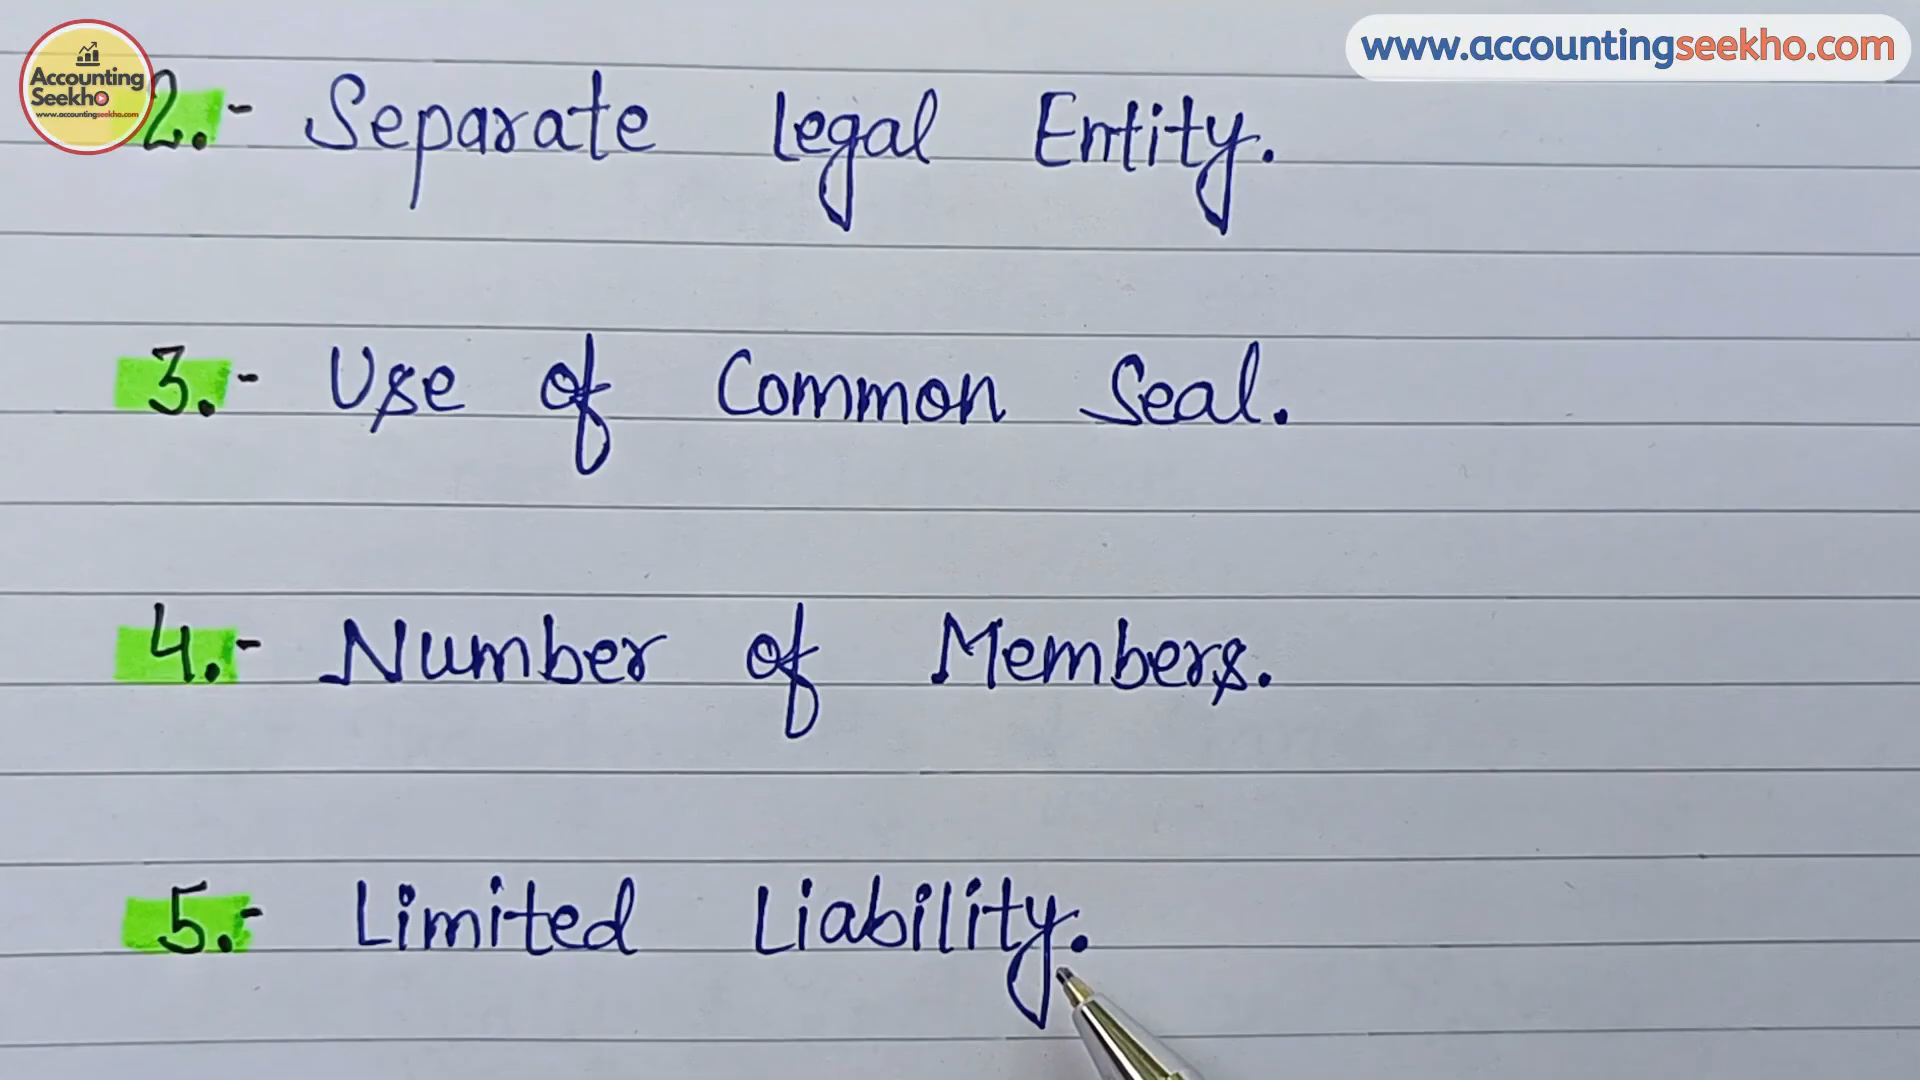 www.accountingseekho.com
Accounting
Seekho
www.accountingseekho.com
2.- Separate Legal Entity.
3.- Use of Common Seal.
4.- Number of Members.
5.- Limited Liability.